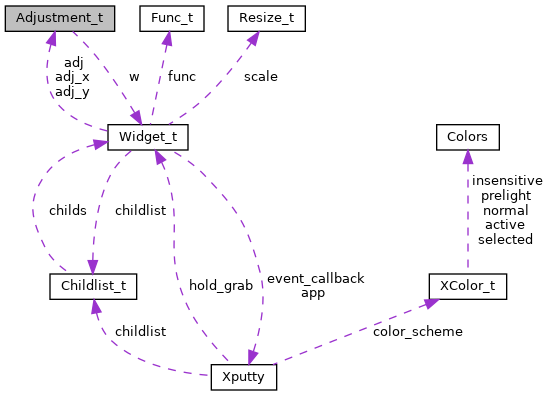 Adjustment_t
Func_t
Resize_t
adj
adj_x
adj_y
w
func
scale
Widget_t
Colors
insensitive
prelight
normal
active
selected
childs
childlist
hold_grab
event_callback
app
Childlist_t
XColor_t
childlist
color_scheme
Xputty